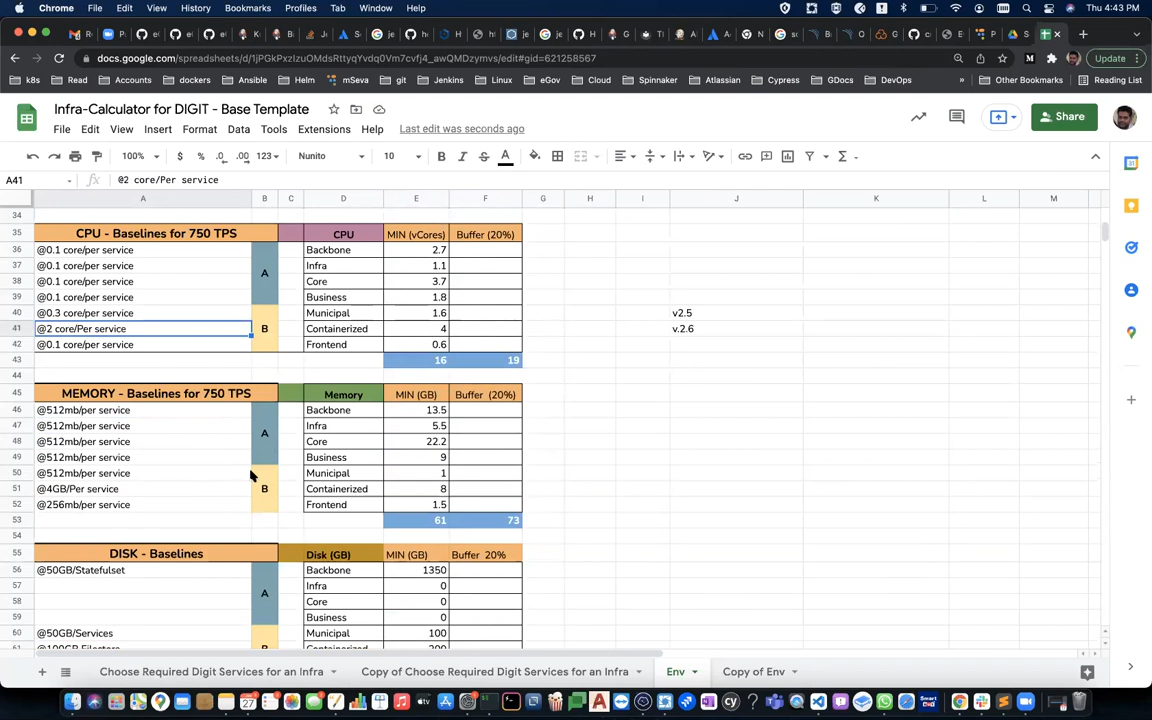 Chrome File Edit View History Bookmarks Profiles Tab Window Help Thu 4:43 PM
docs.google.com/spreadsheets/d/1jPGkPxzIzuOMdsRttyqYvdq0Vm7cgvf4_awQMDzymvs/edit#gid=621258567 Update
k8s Read Accounts dockers Ansible Helm mSeva git Jenkins Linux eGov Cloud Spinnaker Atlassian Cypress GDocs DevOps Other Bookmarks Reading List
Infra-Calculator for DIGIT - Base Template
File Edit View Insert Format Data Tools Extensions Help Last edit was seconds ago Share
100% $ % .0 .00 123 Nunito 10 B I S A
A41 fx @2 core/Per service
A B C D E F G H I J K L M
34
35 CPU - Baselines for 750 TPS CPU MIN (vCores) Buffer (20%)
36 @0.1 core/per service Backbone 2.7
37 @0.1 core/per service A Infra 1.1
38 @0.1 core/per service Core 3.7
39 @0.1 core/per service Business 1.8
40 @0.3 core/per service Municipal 1.6 v2.5
41 @2 core/Per service B Containerized 4 v.2.6
42 @0.1 core/per service Frontend 0.6
43 16 19
44
45 MEMORY - Baselines for 750 TPS Memory MIN (GB) Buffer (20%)
46 @512mb/per service Backbone 13.5
47 @512mb/per service A Infra 5.5
48 @512mb/per service Core 22.2
49 @512mb/per service Business 9
50 @512mb/per service Municipal 1
51 @4GB/Per service B Containerized 8
52 @256mb/per service Frontend 1.5
53 61 73
54
55 DISK - Baselines Disk (GB) MIN (GB) Buffer 20%
56 @50GB/Statefulset Backbone 1350
57 A Infra 0
58 Core 0
59 Business 0
60 @50GB/Services Municipal 100
@100GB Filestore B Containerized 200
Choose Required Digit Services for an Infra Copy of Choose Required Digit Services for an Infra Env Copy of Env